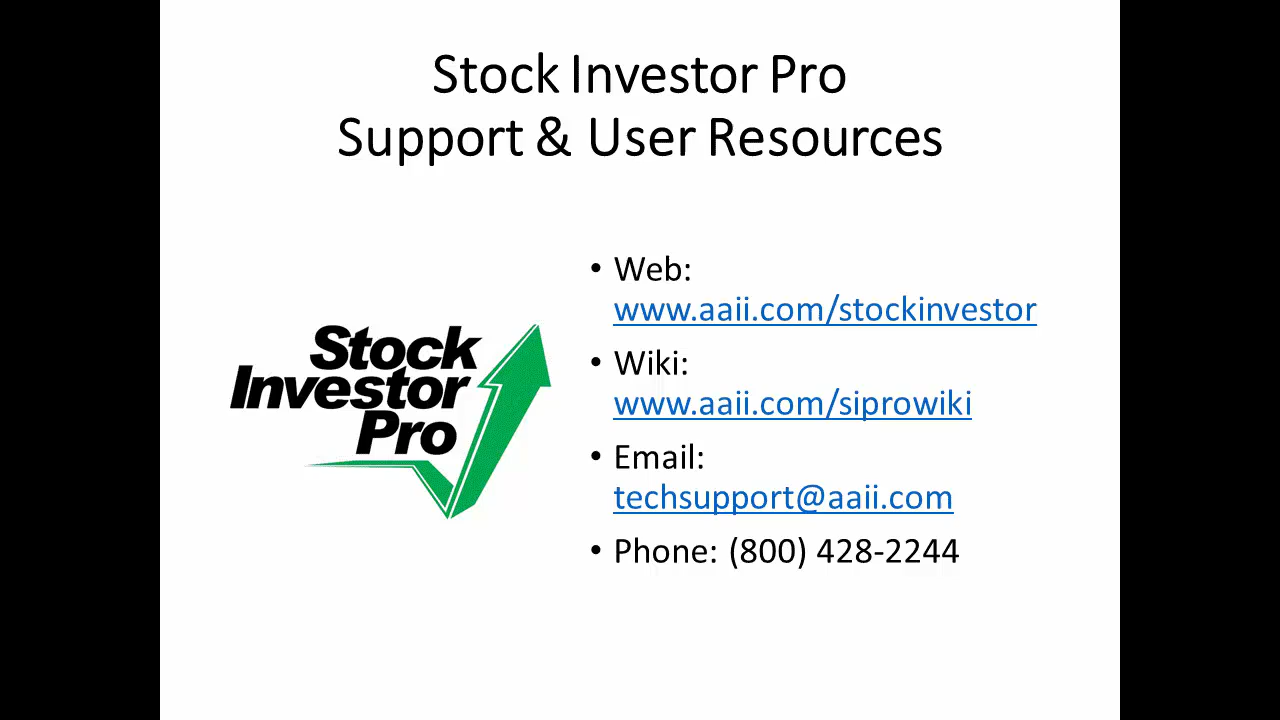 Stock Investor Pro
Support & User Resources
Stock
Investor
Pro
• Web:
www.aaii.com/stockinvestor
• Wiki:
www.aaii.com/siprowiki
• Email:
techsupport@aaii.com
• Phone: (800) 428-2244